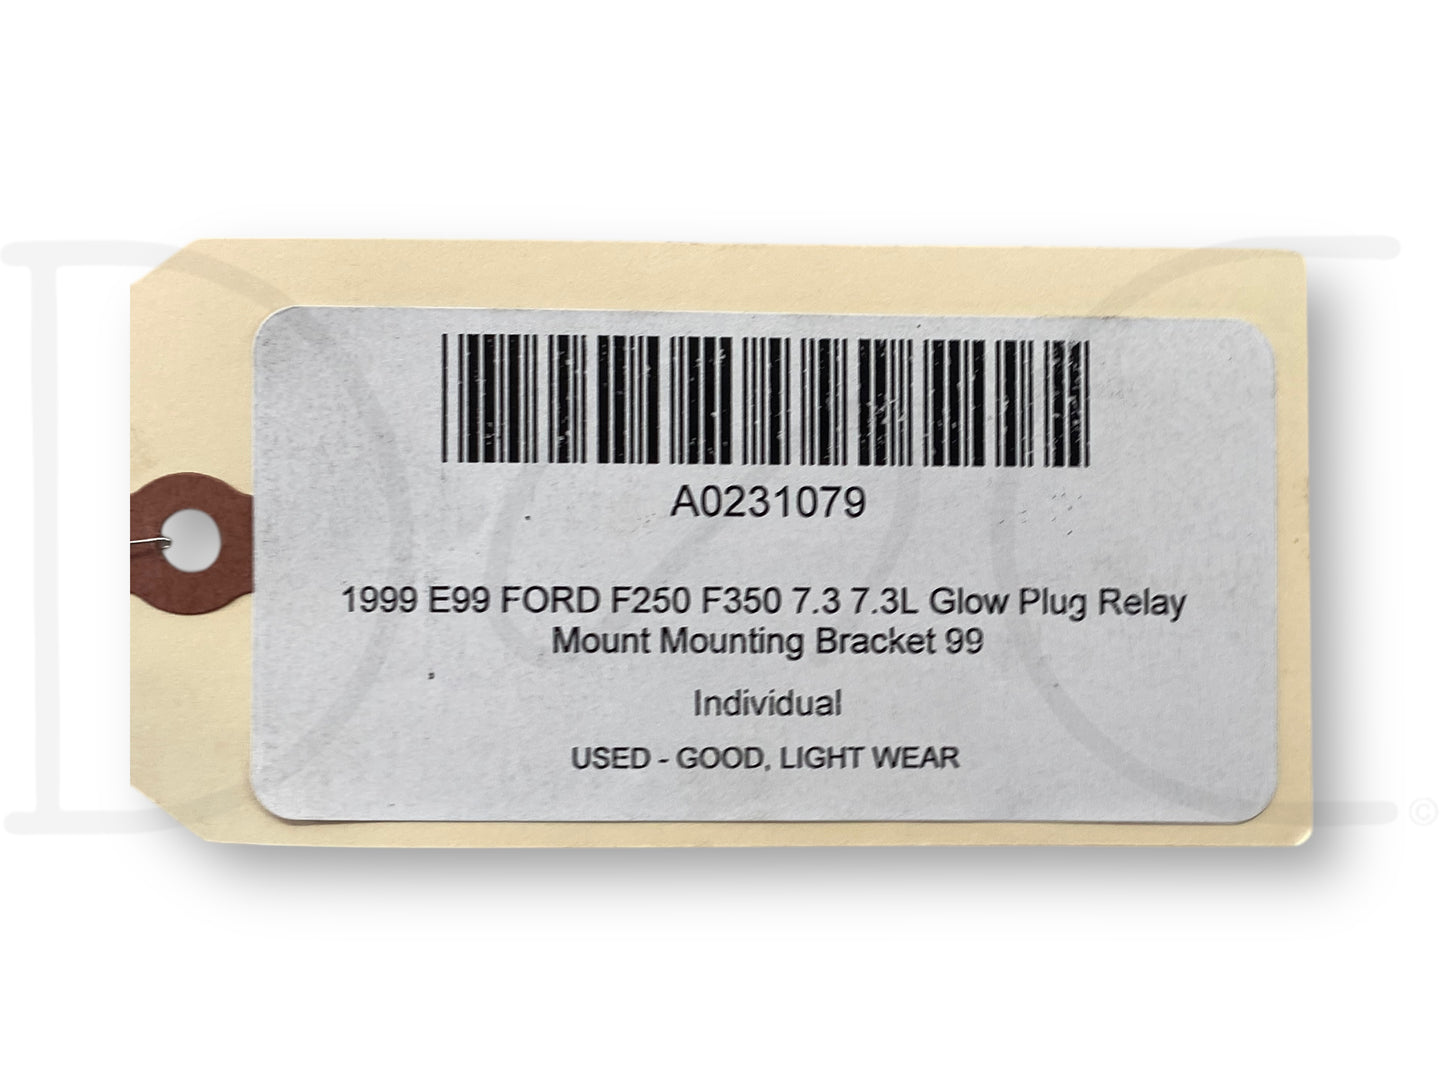 A0231079
1999 E99 FORD F250 F350 7.3 7.3L Glow Plug Relay
Mount Mounting Bracket 99
Individual
USED - GOOD, LIGHT WEAR
©